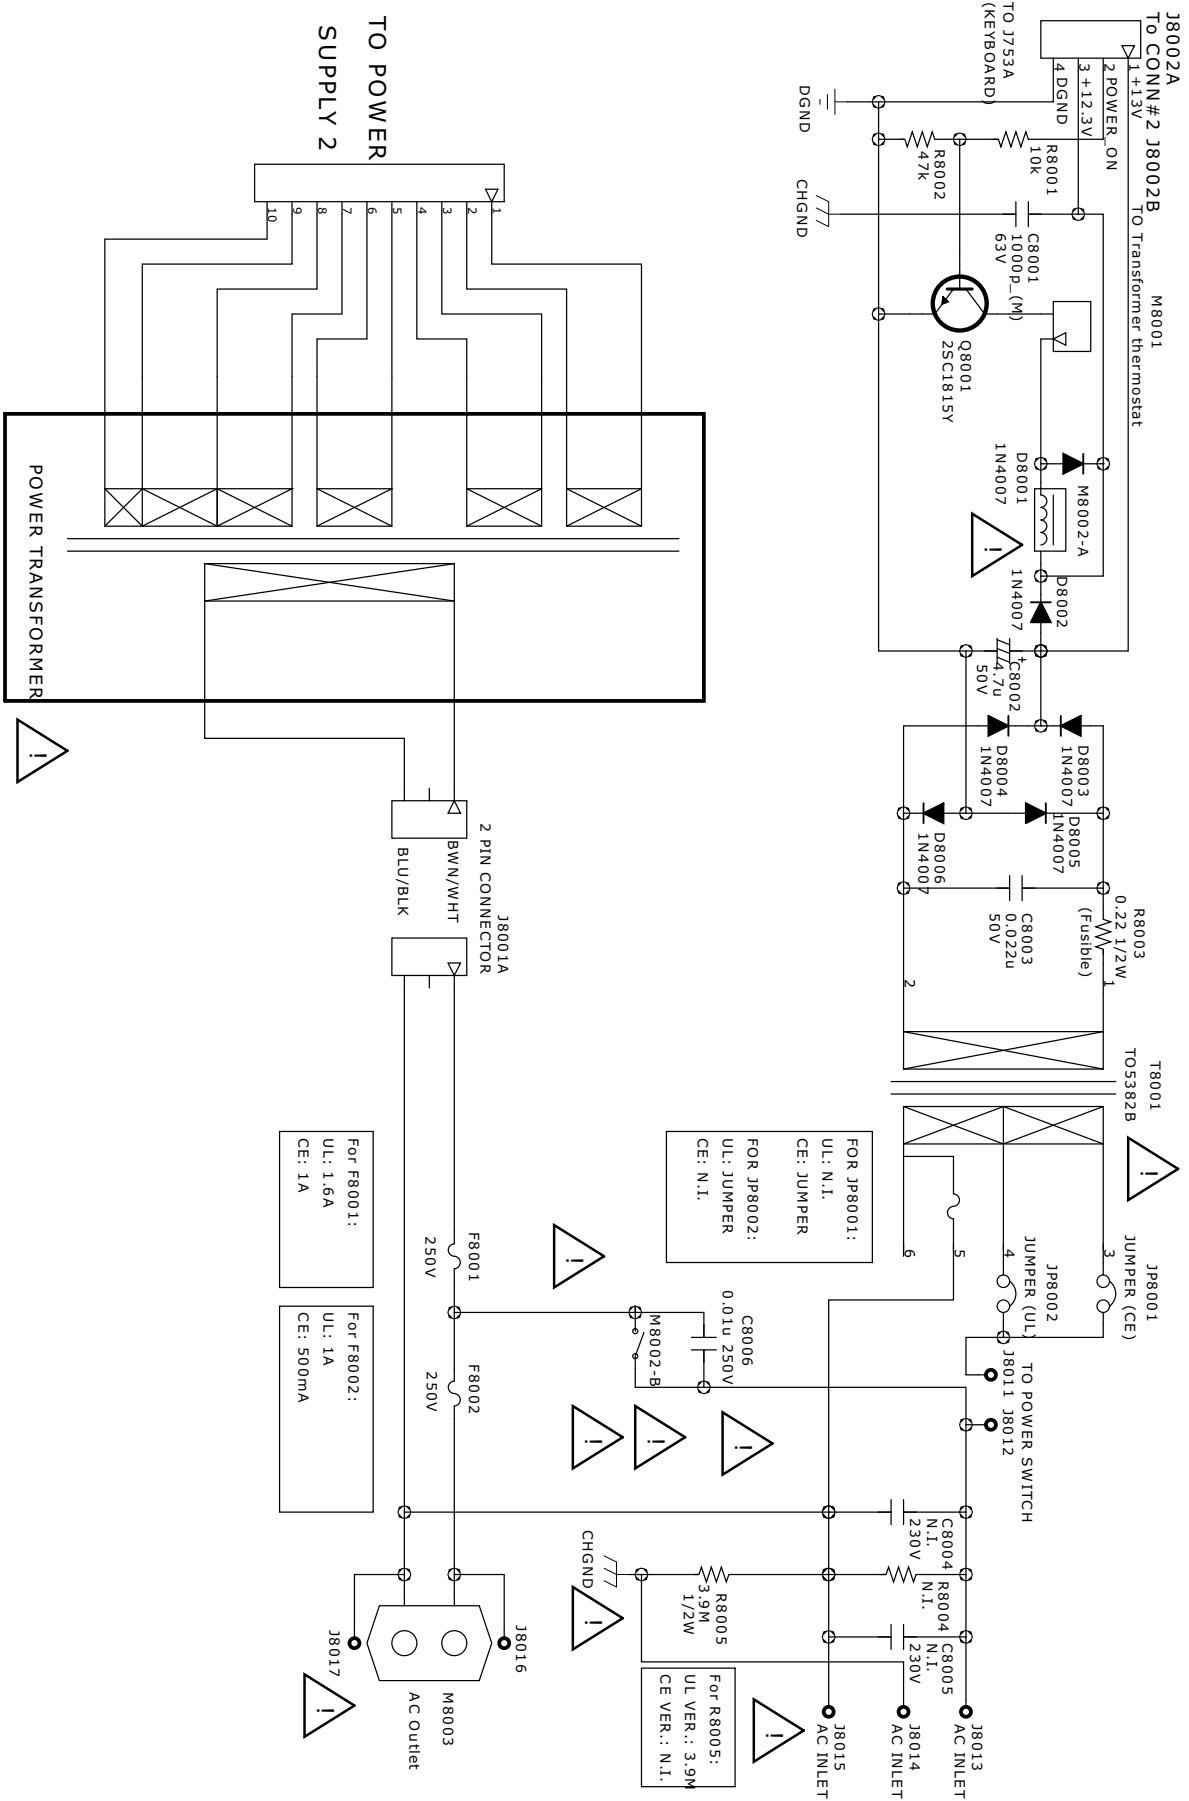 J8002A
To CONN#2 J8002B
1 +13V
2 POWER_ON
3 +12.3V
4 DGND
TO J753A
(KEYBOARD)
TO Transformer thermostat
DGND
R8002
47k
R8001
10k
CHGND
C8001
1000p_(M)
63V
M8001
Q8001
2SC1815Y
D8001
1N4007
M8002-A
!
D8002
1N4007
+
C8002
4.7u
50V
D8003
1N4007
D8004
1N4007
D8005
1N4007
D8006
1N4007
C8003
0.022u
50V
R8003
0.22 1/2W
(Fusible)
1
2
T8001
TO5382B
!
3
4
5
6
JP8001
JUMPER (CE)
JP8002
JUMPER (UL)
FOR JP8001:
UL: N.I.
CE: JUMPER
FOR JP8002:
UL: JUMPER
CE: N.I.
TO POWER SWITCH
J8011 J8012
C8004
N.I.
230V
R8004
N.I.
C8005
N.I.
230V
J8013
AC INLET
J8014
AC INLET
J8015
AC INLET
!
R8005
3.9M
1/2W
For R8005:
UL VER.: 3.9M
CE VER.: N.I.
CHGND
!
C8006
0.01u 250V
M8002-B
!
!
!
!
TO POWER
SUPPLY 2
1
2
3
4
5
6
7
8
9
10
POWER TRANSFORMER
!
2 PIN CONNECTOR
J8001A
BWN/WHT
BLU/BLK
F8001
250V
F8002
250V
For F8001:
UL: 1.6A
CE: 1A
For F8002:
UL: 1A
CE: 500mA
J8016
J8017
M8003
AC Outlet
!